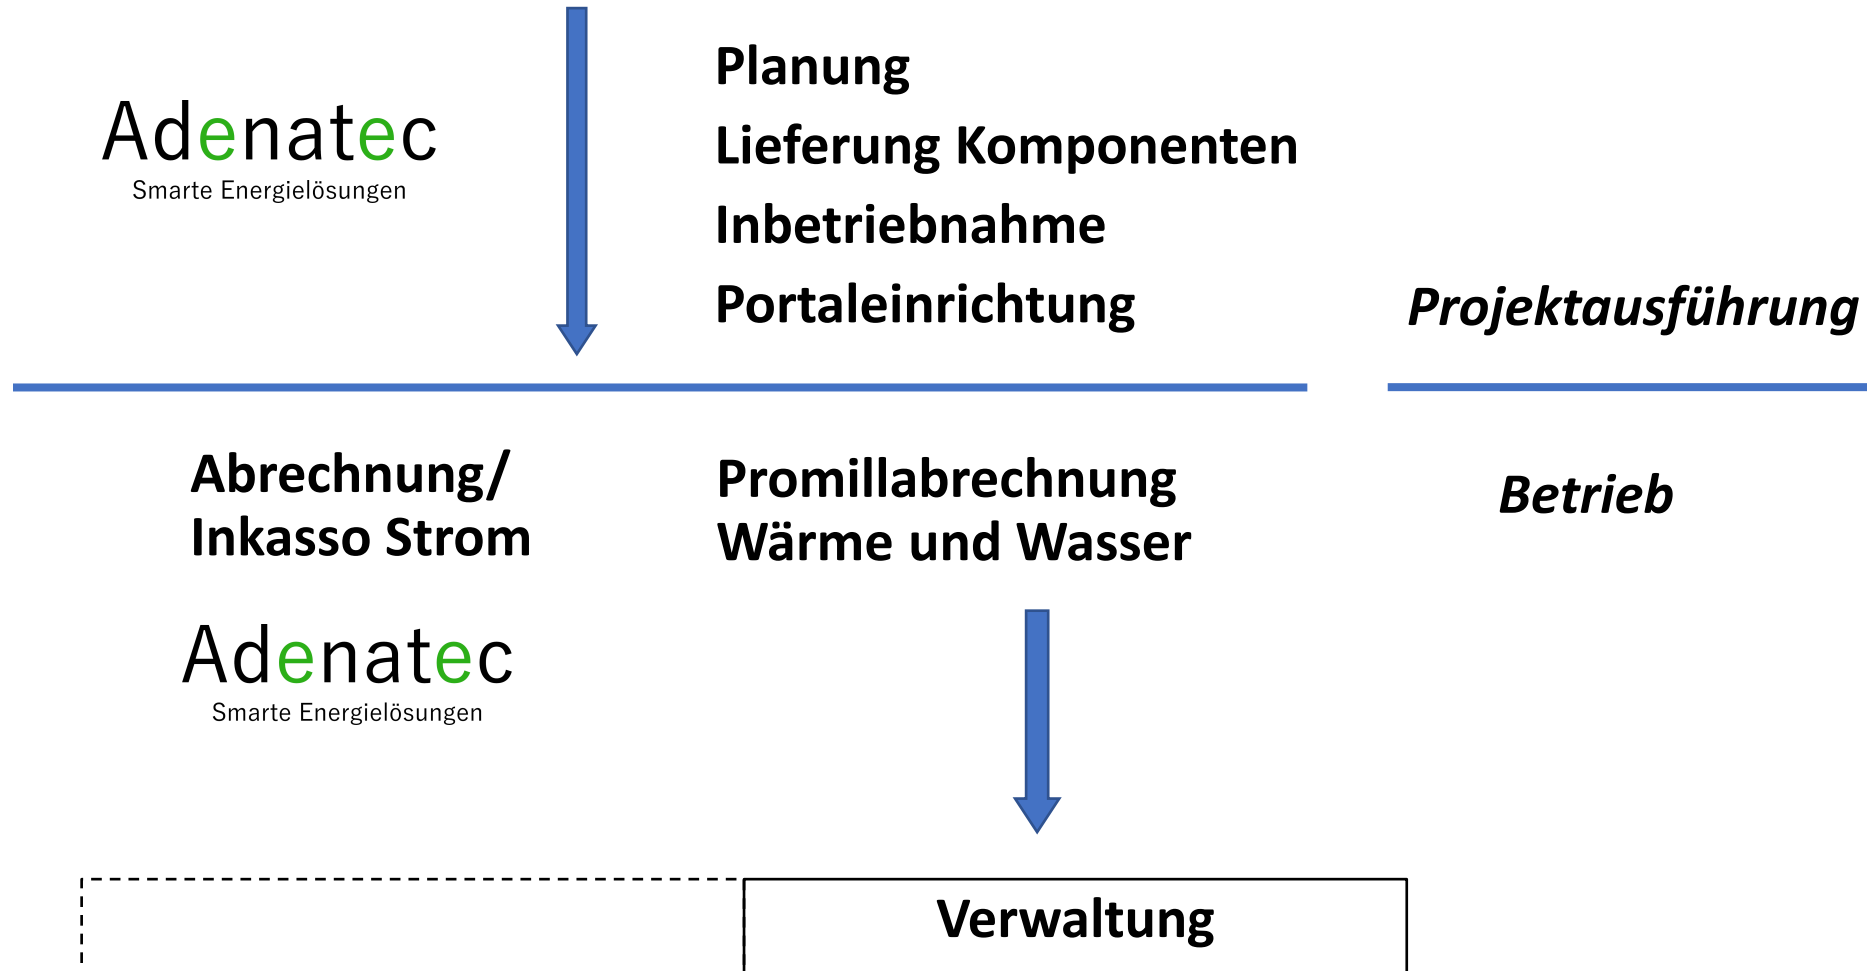 Adenatec
Smarte Energielösungen
Planung
Lieferung Komponenten
Inbetriebnahme
Portaleinrichtung
Projektausführung
Abrechnung/
Inkasso Strom
Promillabrechnung
Wärme und Wasser
Betrieb
Adenatec
Smarte Energielösungen
Verwaltung